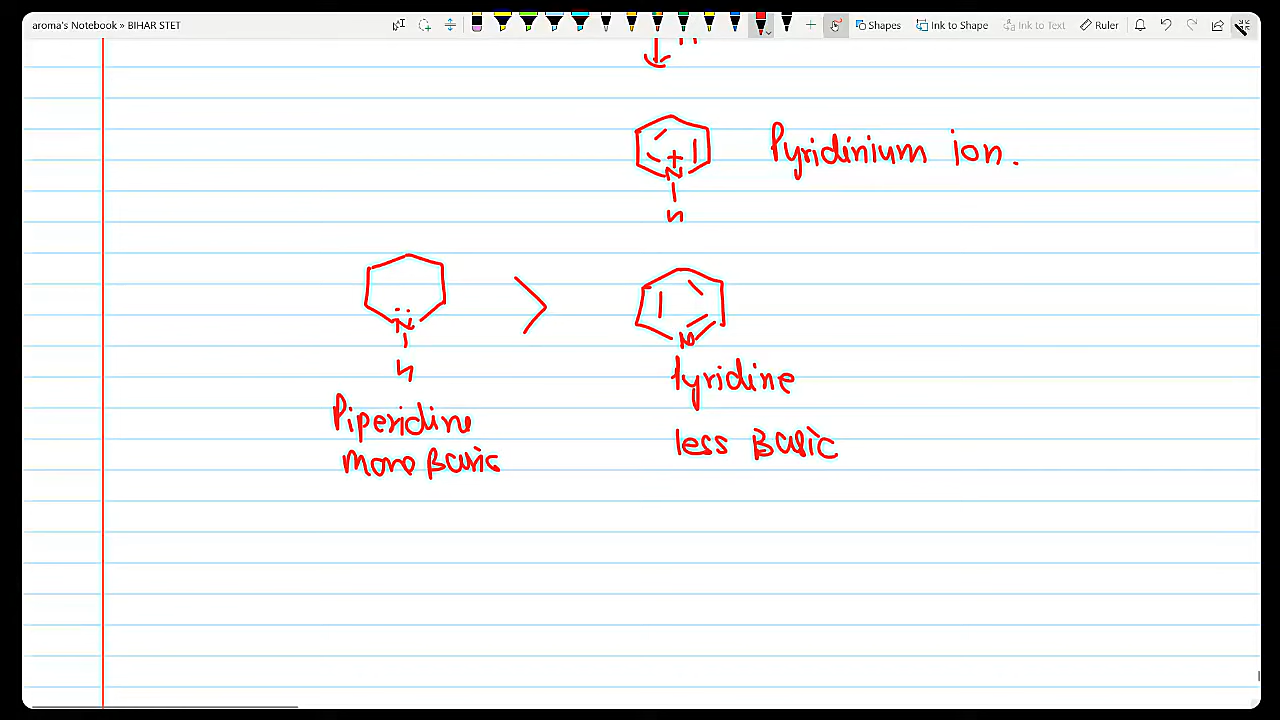 aroma's Notebook » BIHAR STET
Shapes
Ink to Shape
Ink to Text
Ruler
+
N
H
Pyridinium ion.
N
H
>
N
Piperidine
more Basic
Pyridine
less Basic